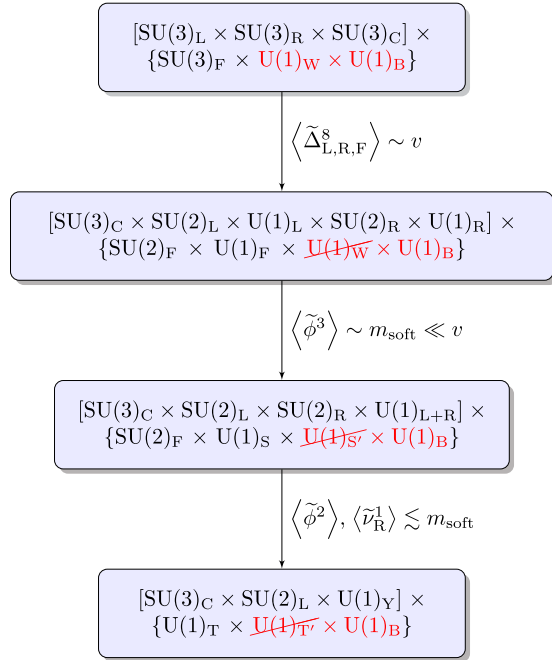 [SU(3)_L × SU(3)_R × SU(3)_C] ×
{SU(3)_F × U(1)_W × U(1)_B}
⟨Δ̃⁸_{L,R,F}⟩ ∼ v
[SU(3)_C × SU(2)_L × U(1)_L × SU(2)_R × U(1)_R] ×
{SU(2)_F × U(1)_F × U(1)_W × U(1)_B}
⟨ϕ̃³⟩ ∼ m_soft ≪ v
[SU(3)_C × SU(2)_L × SU(2)_R × U(1)_{L+R}] ×
{SU(2)_F × U(1)_S × U(1)_{S′} × U(1)_B}
⟨ϕ̃²⟩, ⟨ν̃¹_R⟩ ≲ m_soft
[SU(3)_C × SU(2)_L × U(1)_Y] ×
{U(1)_T × U(1)_{T′} × U(1)_B}